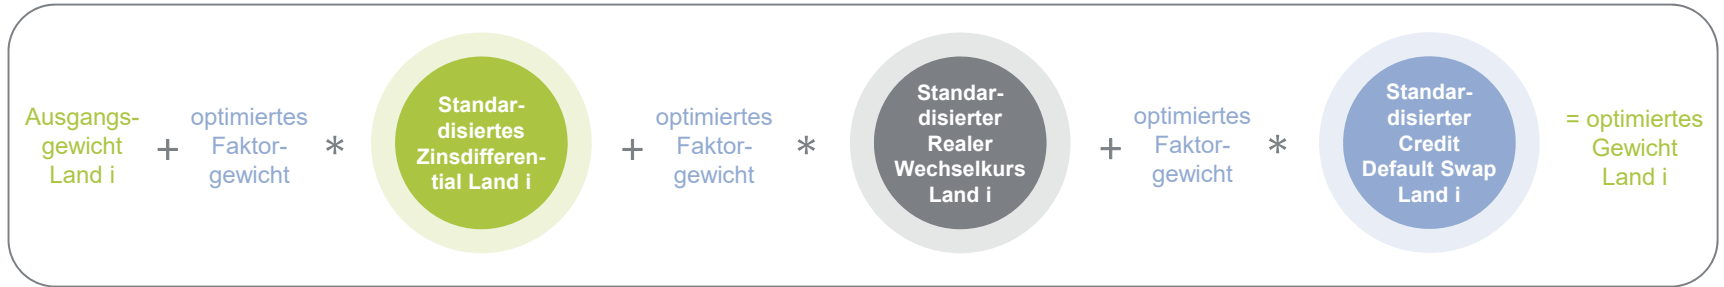 Ausgangs-
gewicht
Land i
+
optimiertes
Faktor-
gewicht
*
Standar-
disiertes
Zinsdifferen-
tial Land i
+
optimiertes
Faktor-
gewicht
*
Standar-
disierter
Realer
Wechselkurs
Land i
+
optimiertes
Faktor-
gewicht
*
Standar-
disierter
Credit
Default Swap
Land i
= optimiertes
Gewicht
Land i